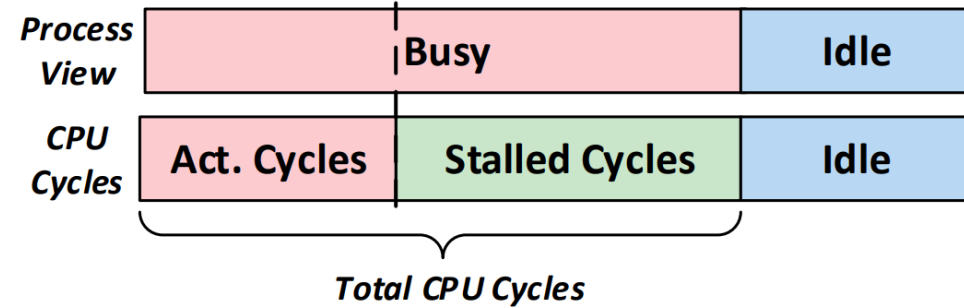 Process
View
Busy
Idle
CPU
Cycles
Act. Cycles
Stalled Cycles
Idle
Total CPU Cycles